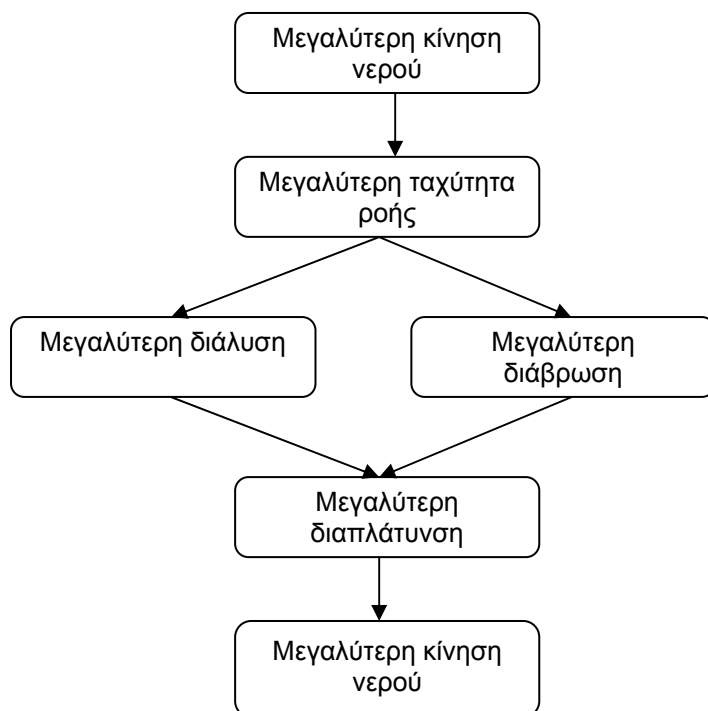 Μεγαλύτερη κίνηση
νερού
Μεγαλύτερη ταχύτητα
ροής
Μεγαλύτερη διάλυση
Μεγαλύτερη
διάβρωση
Μεγαλύτερη
διαπλάτυνση
Μεγαλύτερη κίνηση
νερού